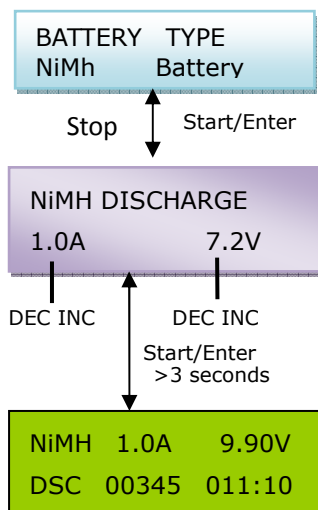 BATTERY TYPE
NiMh Battery
Stop Start/Enter
NiMH DISCHARGE
1.0A 7.2V
DEC INC DEC INC
Start/Enter
>3 seconds
NiMH 1.0A 9.90V
DSC 00345 011:10